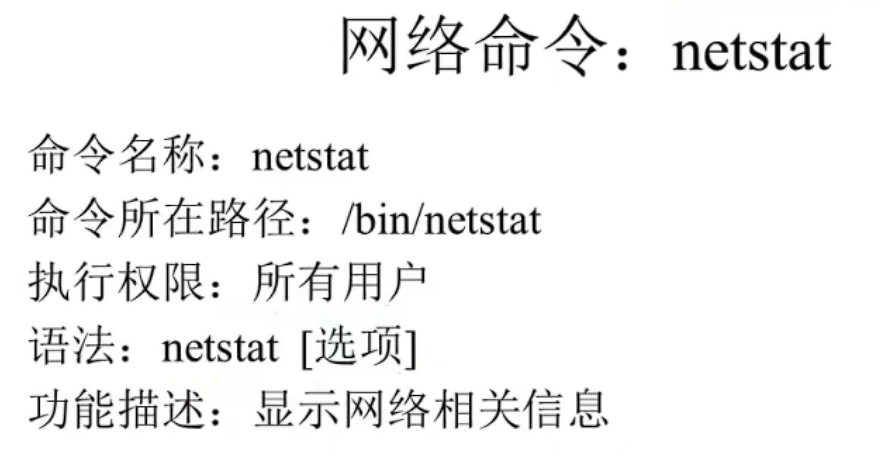 网络命令：netstat
命令名称：netstat
命令所在路径：/bin/netstat
执行权限：所有用户
语法：netstat [选项]
功能描述：显示网络相关信息